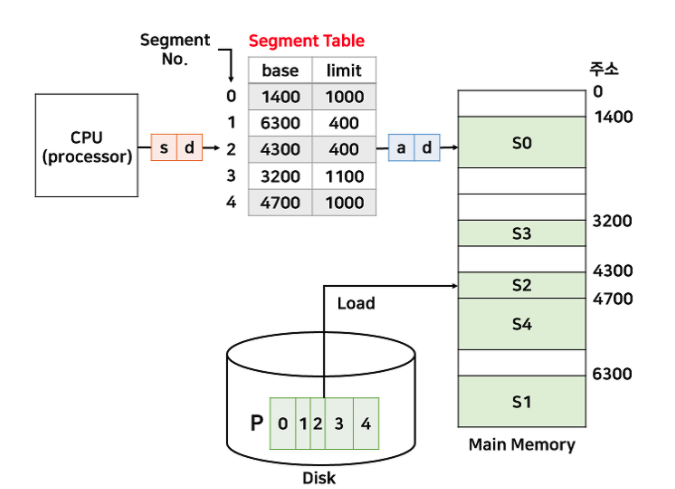 Segment
No.
Segment Table
base limit
0 1400 1000
1 6300 400
2 4300 400
3 3200 1100
4 4700 1000
CPU
(processor)
s d
a d
주소
0
1400
S0
3200
S3
4300
S2
4700
S4
6300
S1
Main Memory
Load
P 0 1 2 3 4
Disk